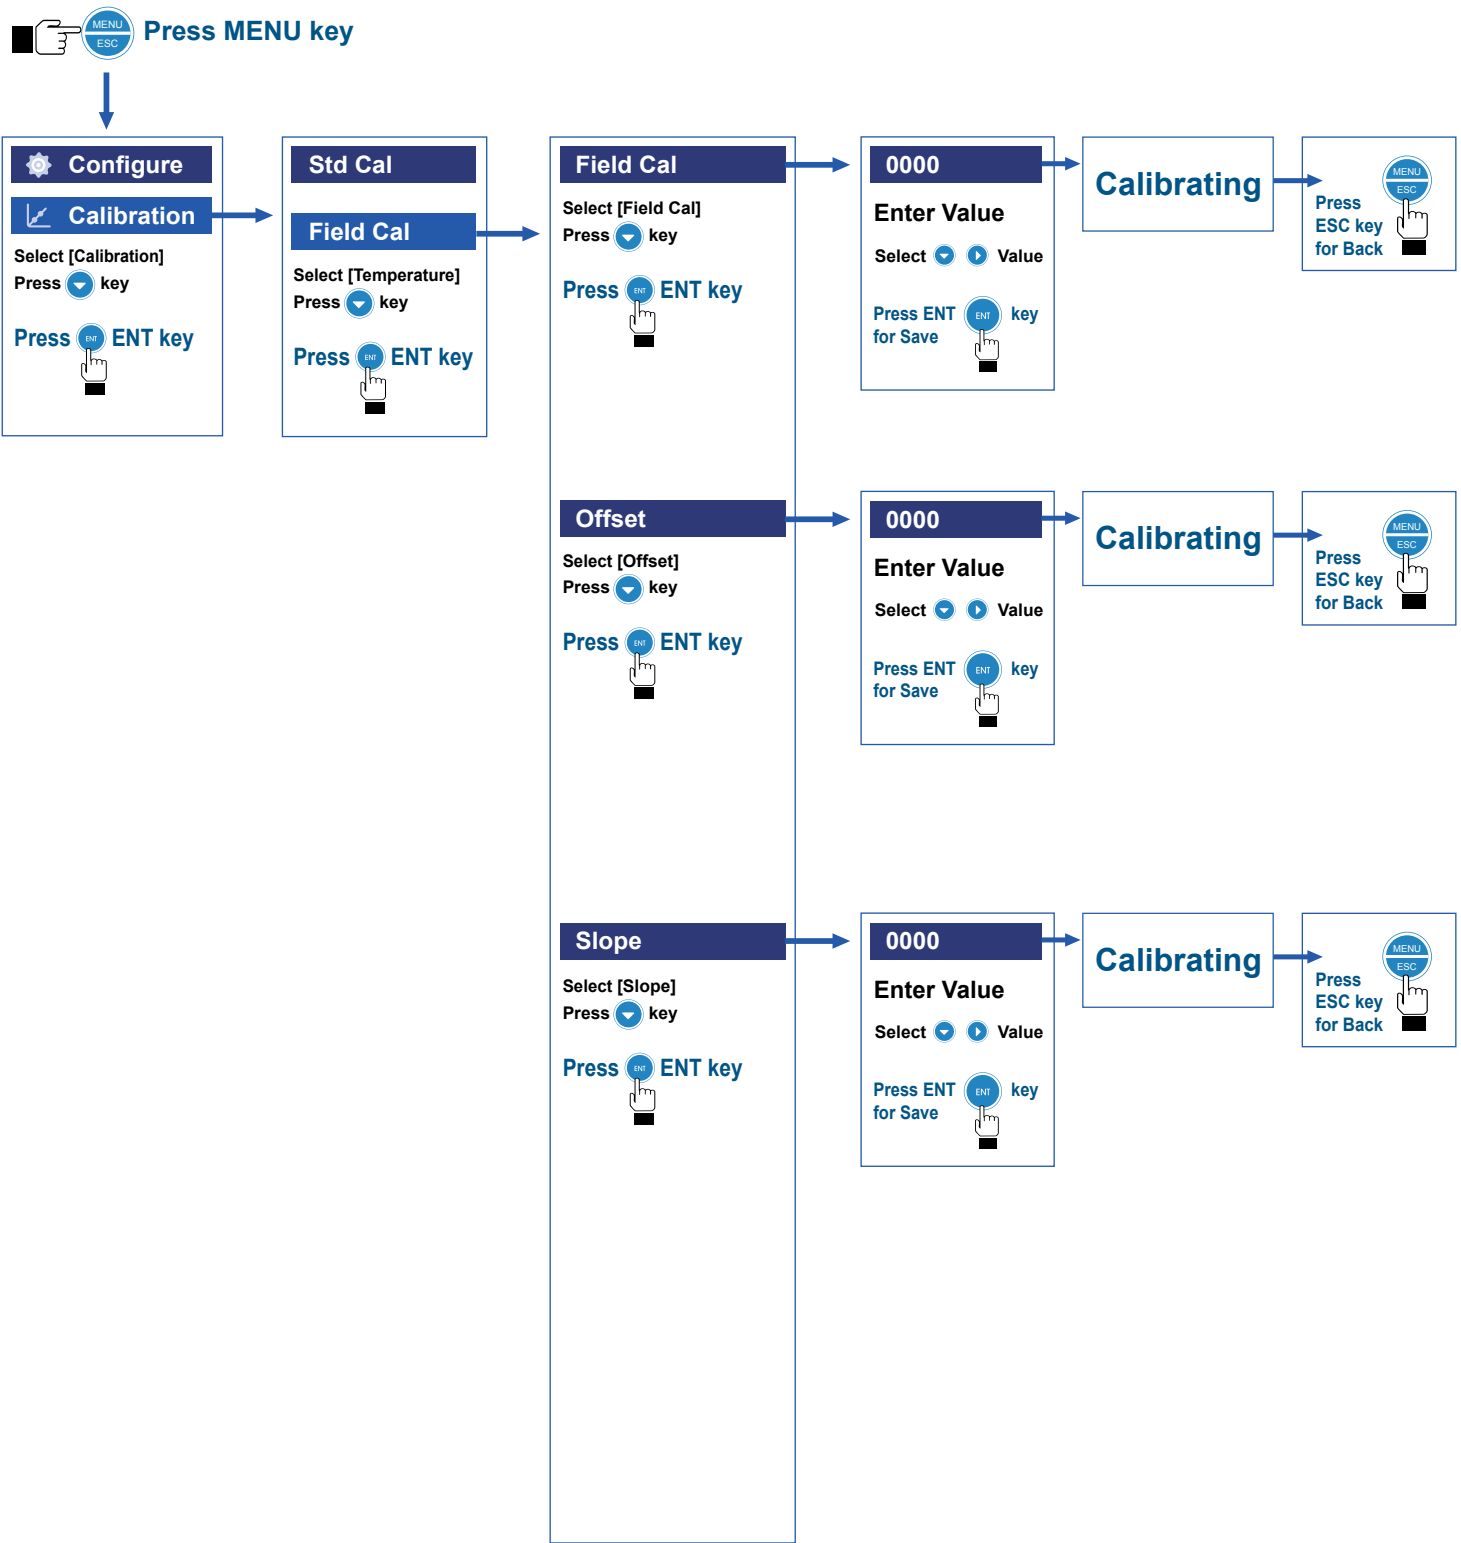 MENU
ESC
Press MENU key
Configure
Calibration
Select [Calibration]
Press key
Press ENT ENT key
Std Cal
Field Cal
Select [Temperature]
Press key
Press ENT ENT key
Field Cal
Select [Field Cal]
Press key
Press ENT ENT key
0000
Enter Value
Select Value
Press ENT ENT key
for Save
Calibrating
MENU
ESC
Press
ESC key
for Back
Offset
Select [Offset]
Press key
Press ENT ENT key
0000
Enter Value
Select Value
Press ENT ENT key
for Save
Calibrating
MENU
ESC
Press
ESC key
for Back
Slope
Select [Slope]
Press key
Press ENT ENT key
0000
Enter Value
Select Value
Press ENT ENT key
for Save
Calibrating
MENU
ESC
Press
ESC key
for Back